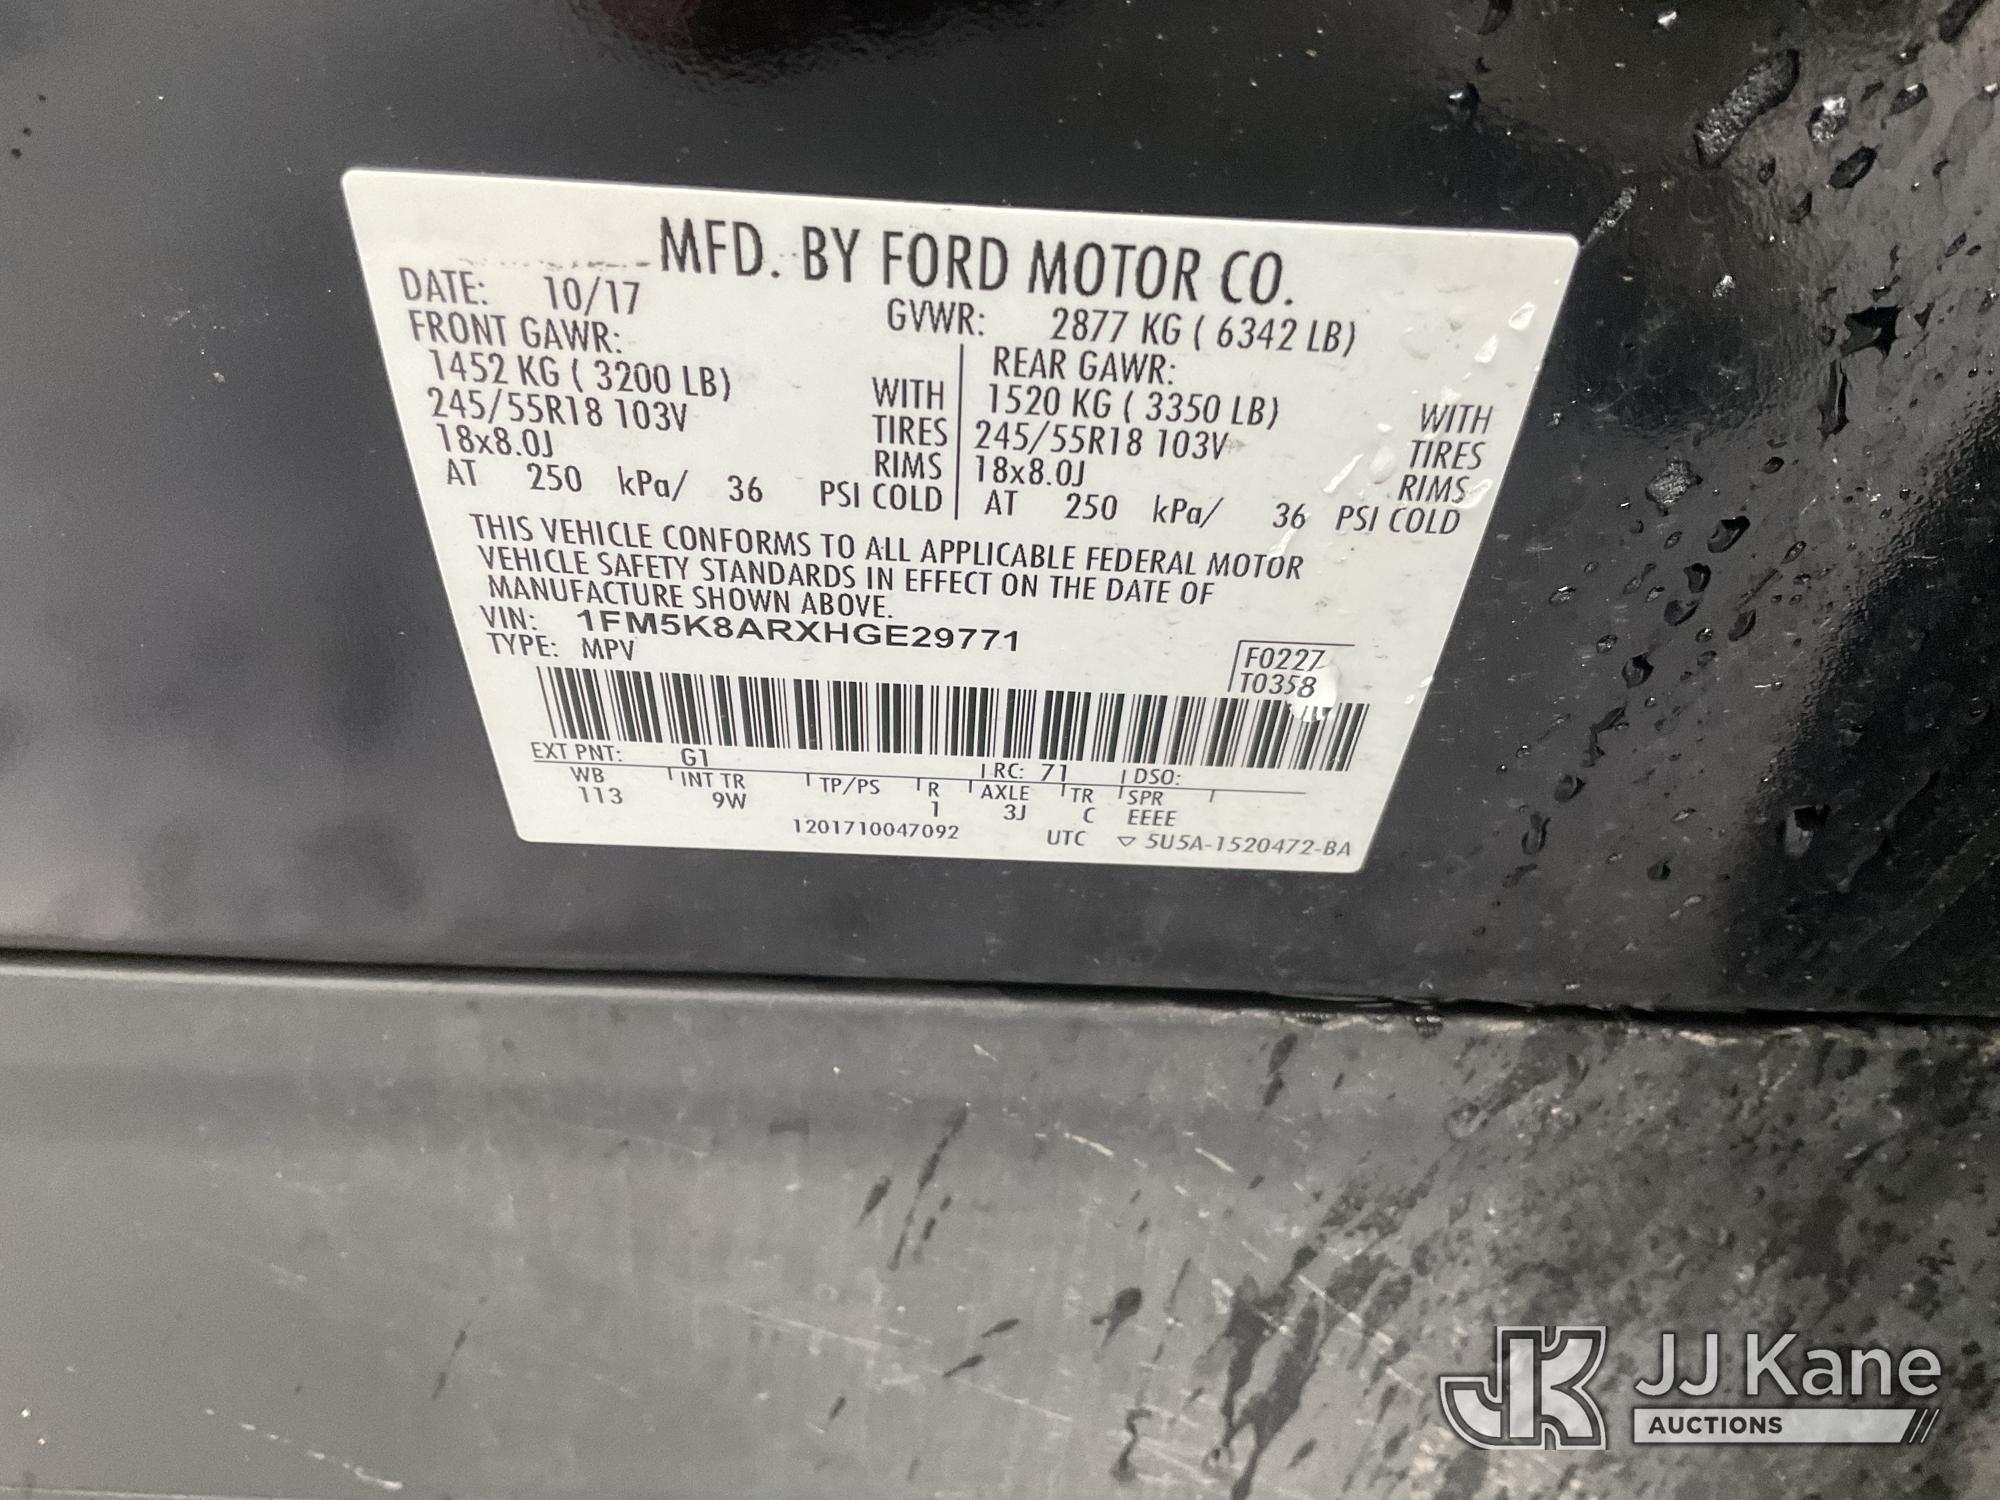 MFD. BY FORD MOTOR CO.
DATE: 10/17 GVWR: 2877 KG ( 6342 LB)
FRONT GAWR: REAR GAWR:
1452 KG ( 3200 LB) WITH 1520 KG ( 3350 LB) WITH
245/55R18 103V TIRES 245/55R18 103V TIRES
18x8.0J RIMS 18x8.0J RIMS
AT 250 kPa/ 36 PSI COLD AT 250 kPa/ 36 PSI COLD
THIS VEHICLE CONFORMS TO ALL APPLICABLE FEDERAL MOTOR
VEHICLE SAFETY STANDARDS IN EFFECT ON THE DATE OF
MANUFACTURE SHOWN ABOVE.
VIN: 1FM5K8ARXHGE29771
TYPE: MPV
F0227
T0358
EXT PNT: G1 RC: 71 DSO:
WB INT TR TP/PS R AXLE TR SPR
113 9W 1 3J C EEEE
1201710047092 UTC ▽ 5U5A-1520472-BA
JK JJ Kane
AUCTIONS